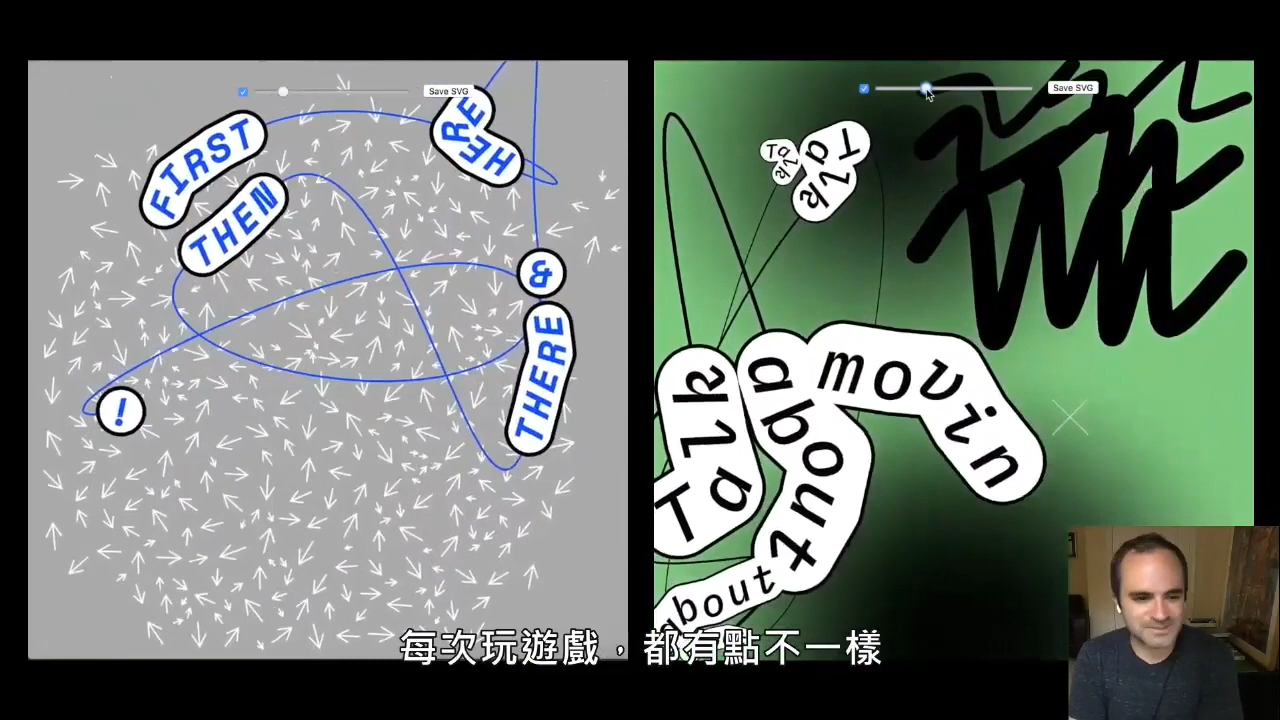 Save SVG
FIRST
THEN
HERE
&
THERE
!
Save SVG
Talk
Talk
Talk
about
movin
about
每次玩遊戲，都有點不一樣